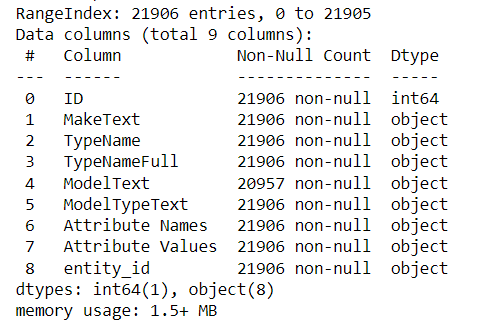 RangeIndex: 21906 entries, 0 to 21905
Data columns (total 9 columns):
 #   Column            Non-Null Count  Dtype
---  ------            --------------  -----
 0   ID                21906 non-null  int64
 1   MakeText          21906 non-null  object
 2   TypeName          21906 non-null  object
 3   TypeNameFull      21906 non-null  object
 4   ModelText         20957 non-null  object
 5   ModelTypeText     21906 non-null  object
 6   Attribute Names   21906 non-null  object
 7   Attribute Values  21906 non-null  object
 8   entity_id         21906 non-null  object
dtypes: int64(1), object(8)
memory usage: 1.5+ MB